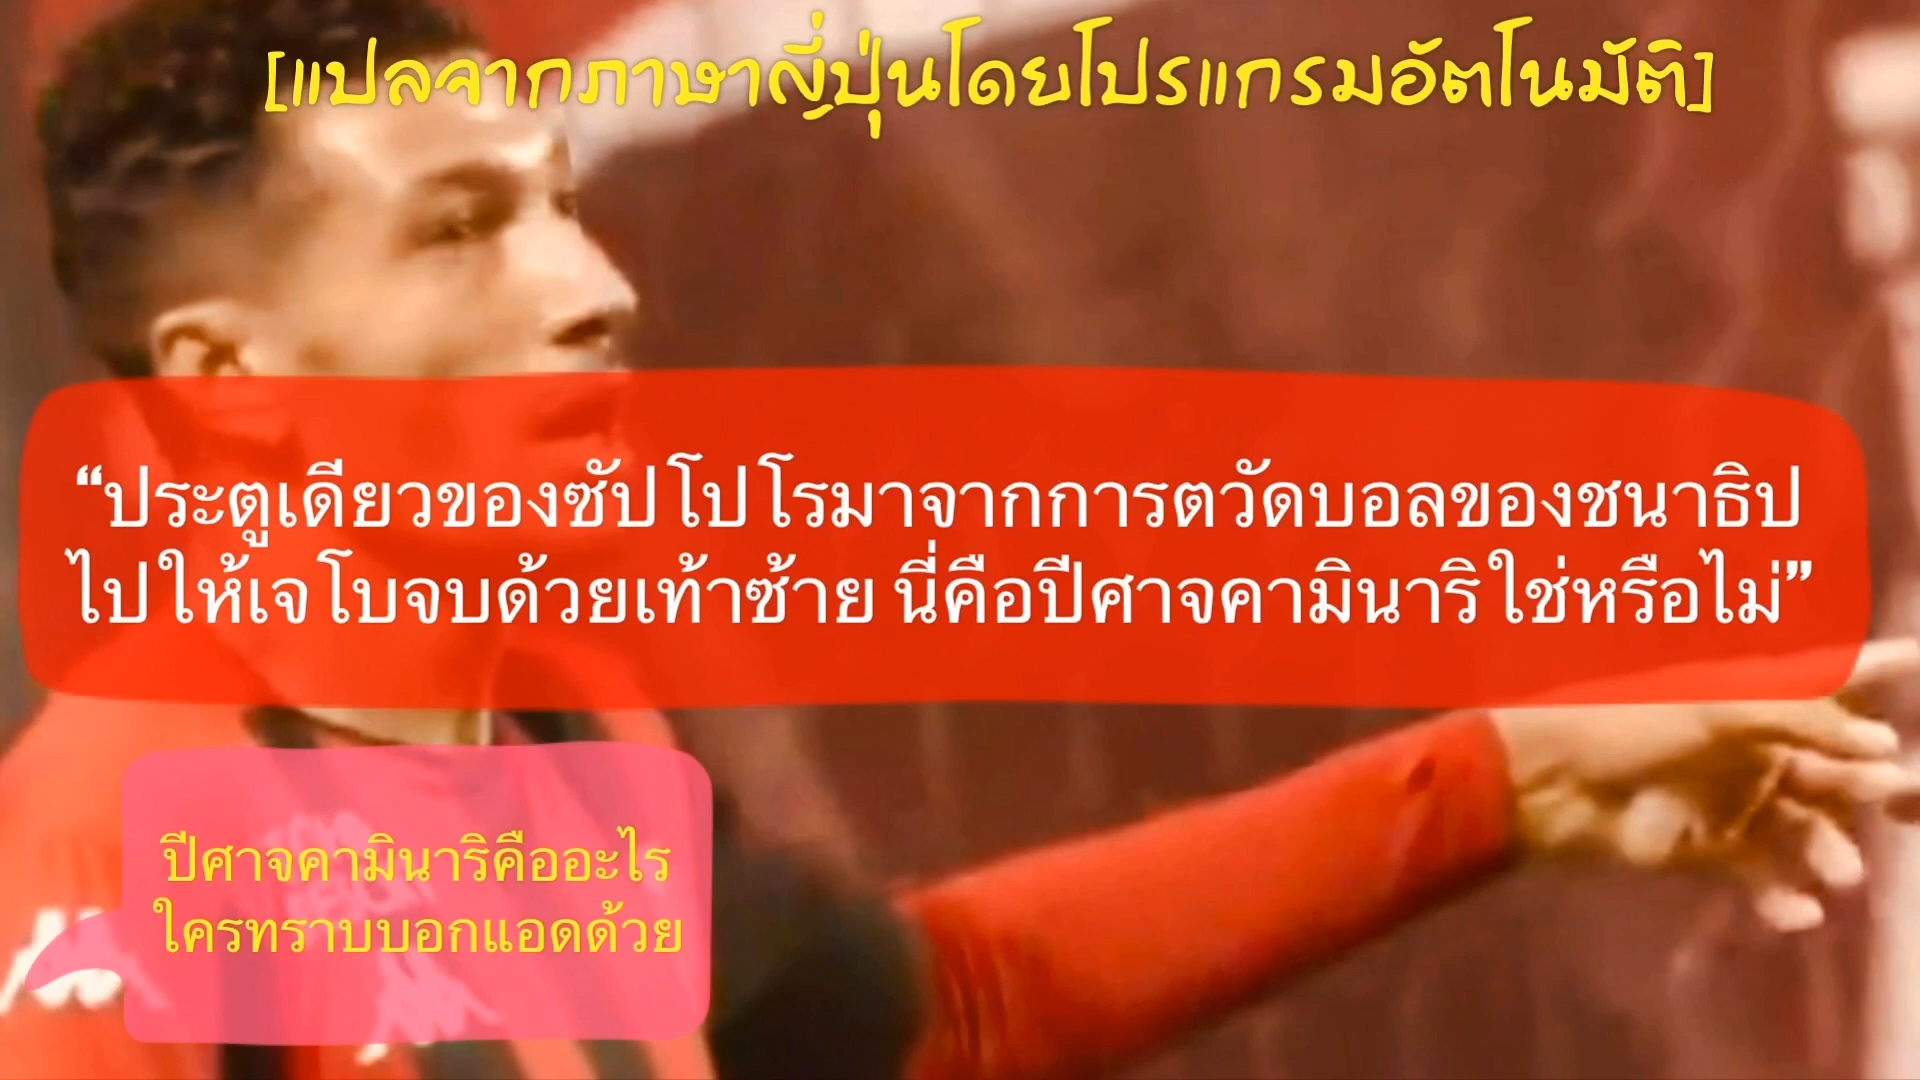 [แปลจากภาษาญี่ปุ่นโดยโปรแกรมอัตโนมัติ]
“ประตูเดียวของซัปโปโรมาจากการตวัดบอลของชนาธิป
ไปให้เจโบจบด้วยเท้าซ้าย นี่คือปีศาจคามินาริใช่หรือไม่”
ปีศาจคามินาริคืออะไร
ใครทราบบอกแอดด้วย